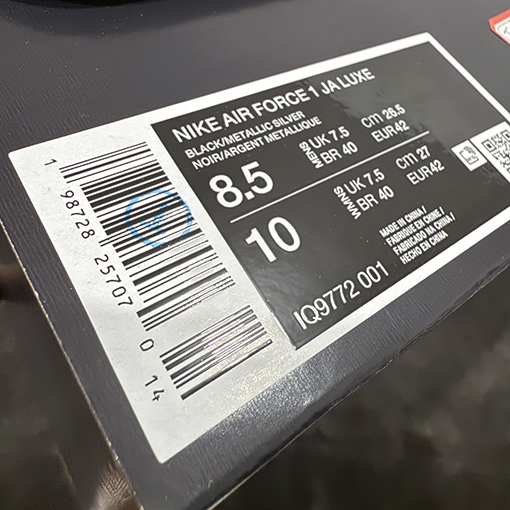 NIKE AIR FORCE 1 JA LUXE
BLACK/METALLIC SILVER
NOIR/ARGENT METALLIQUE
8.5 MENS UK 7.5 CM 26.5
BR 40 EUR 42
10 WMNS UK 7.5 CM 27
BR 40 EUR 42
MADE IN CHINA /
FABRIQUE EN CHINE /
FABRICADO NA CHINA /
HECHO EN CHINA
IQ9772 001
1 98728 25707 0 14